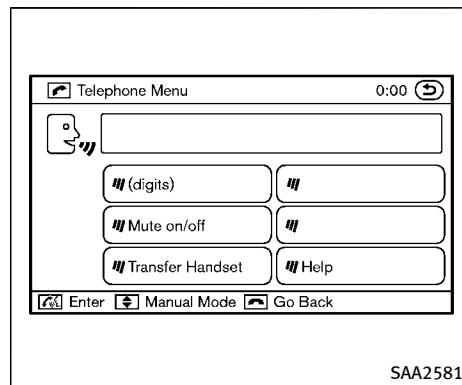 Telephone Menu 0:00
(digits)
Mute on/off
Transfer Handset Help
Enter Manual Mode Go Back
SAA2581